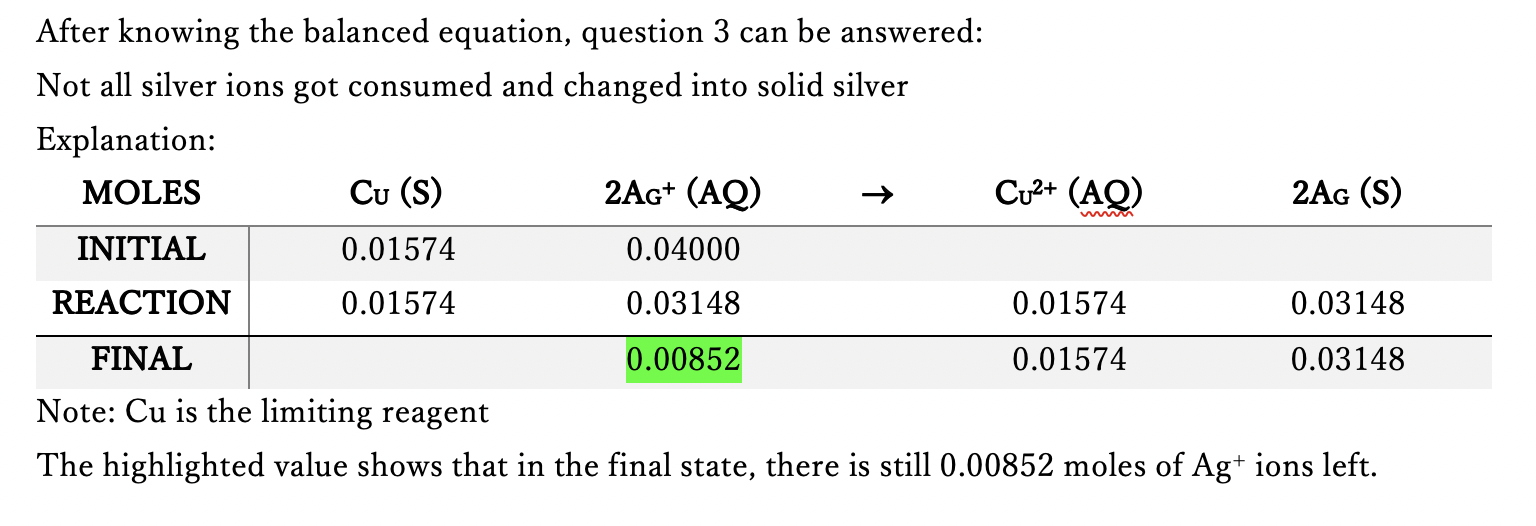 After knowing the balanced equation, question 3 can be answered:
Not all silver ions got consumed and changed into solid silver
Explanation:
MOLES Cu (S) 2Ag⁺ (AQ) → Cu²⁺ (AQ) 2Ag (S)
INITIAL 0.01574 0.04000
REACTION 0.01574 0.03148 0.01574 0.03148
FINAL 0.00852 0.01574 0.03148
Note: Cu is the limiting reagent
The highlighted value shows that in the final state, there is still 0.00852 moles of Ag⁺ ions left.